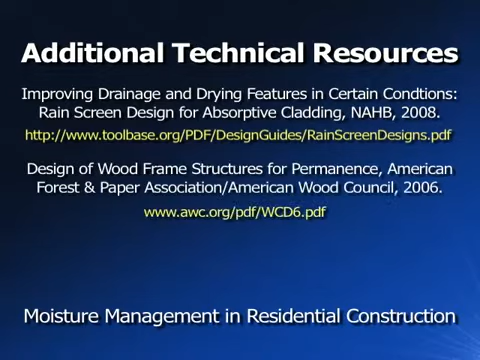 Additional Technical Resources
Improving Drainage and Drying Features in Certain Condtions:
Rain Screen Design for Absorptive Cladding, NAHB, 2008.
http://www.toolbase.org/PDF/DesignGuides/RainScreenDesigns.pdf
Design of Wood Frame Structures for Permanence, American
Forest & Paper Association/American Wood Council, 2006.
www.awc.org/pdf/WCD6.pdf
Moisture Management in Residential Construction